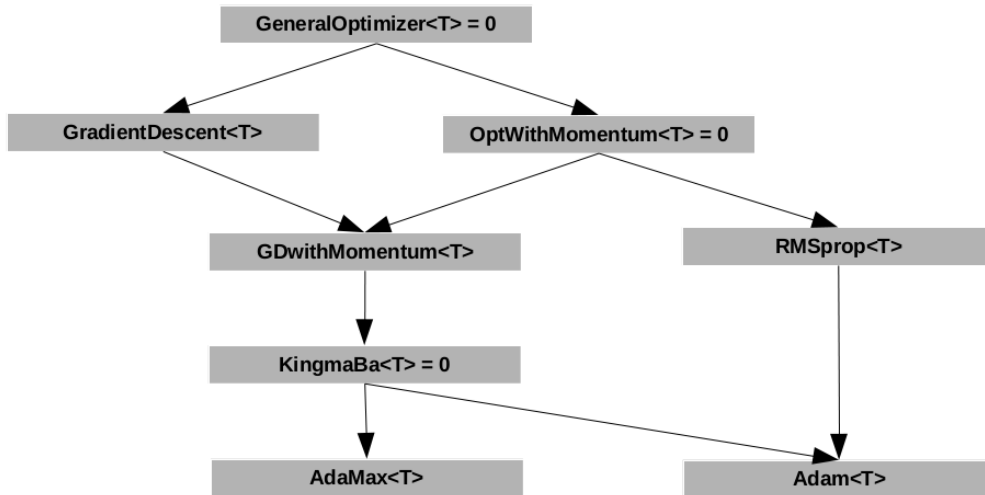 GeneralOptimizer<T> = 0
GradientDescent<T>
OptWithMomentum<T> = 0
GDwithMomentum<T>
RMSprop<T>
KingmaBa<T> = 0
AdaMax<T>
Adam<T>